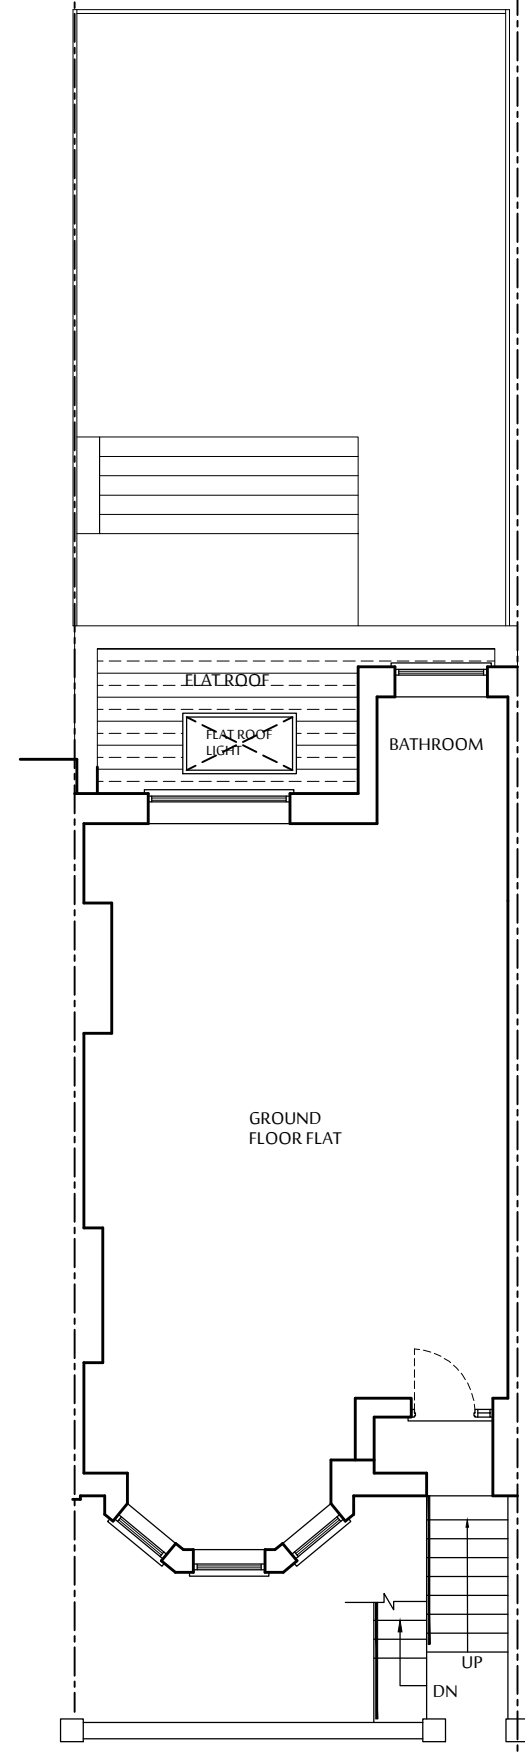 FLAT ROOF
FLAT ROOF
LIGHT
BATHROOM
GROUND
FLOOR FLAT
UP
DN